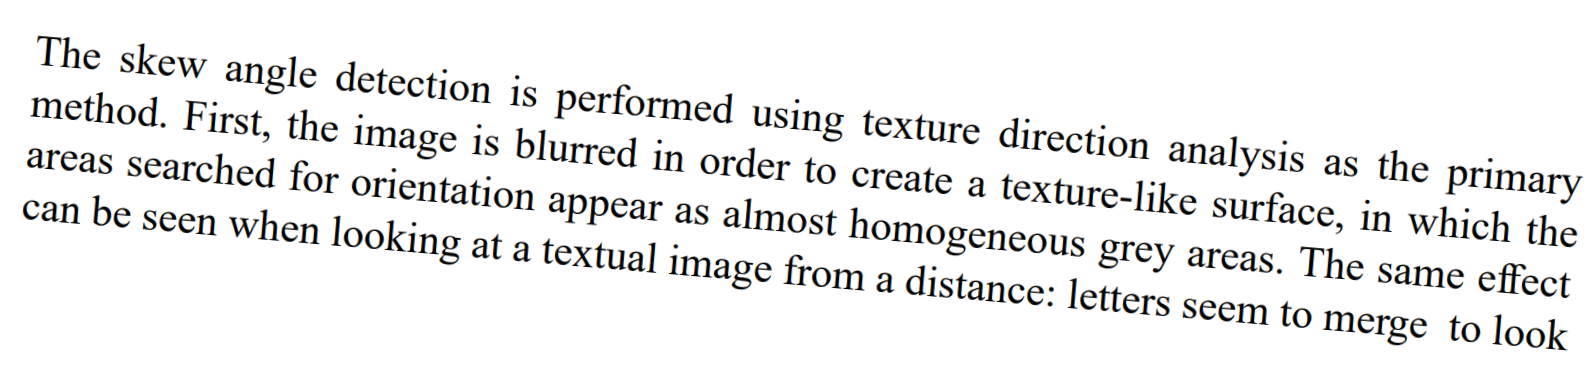 The skew angle detection is performed using texture direction analysis as the primary
method. First, the image is blurred in order to create a texture-like surface, in which the
areas searched for orientation appear as almost homogeneous grey areas. The same effect
can be seen when looking at a textual image from a distance: letters seem to merge to look